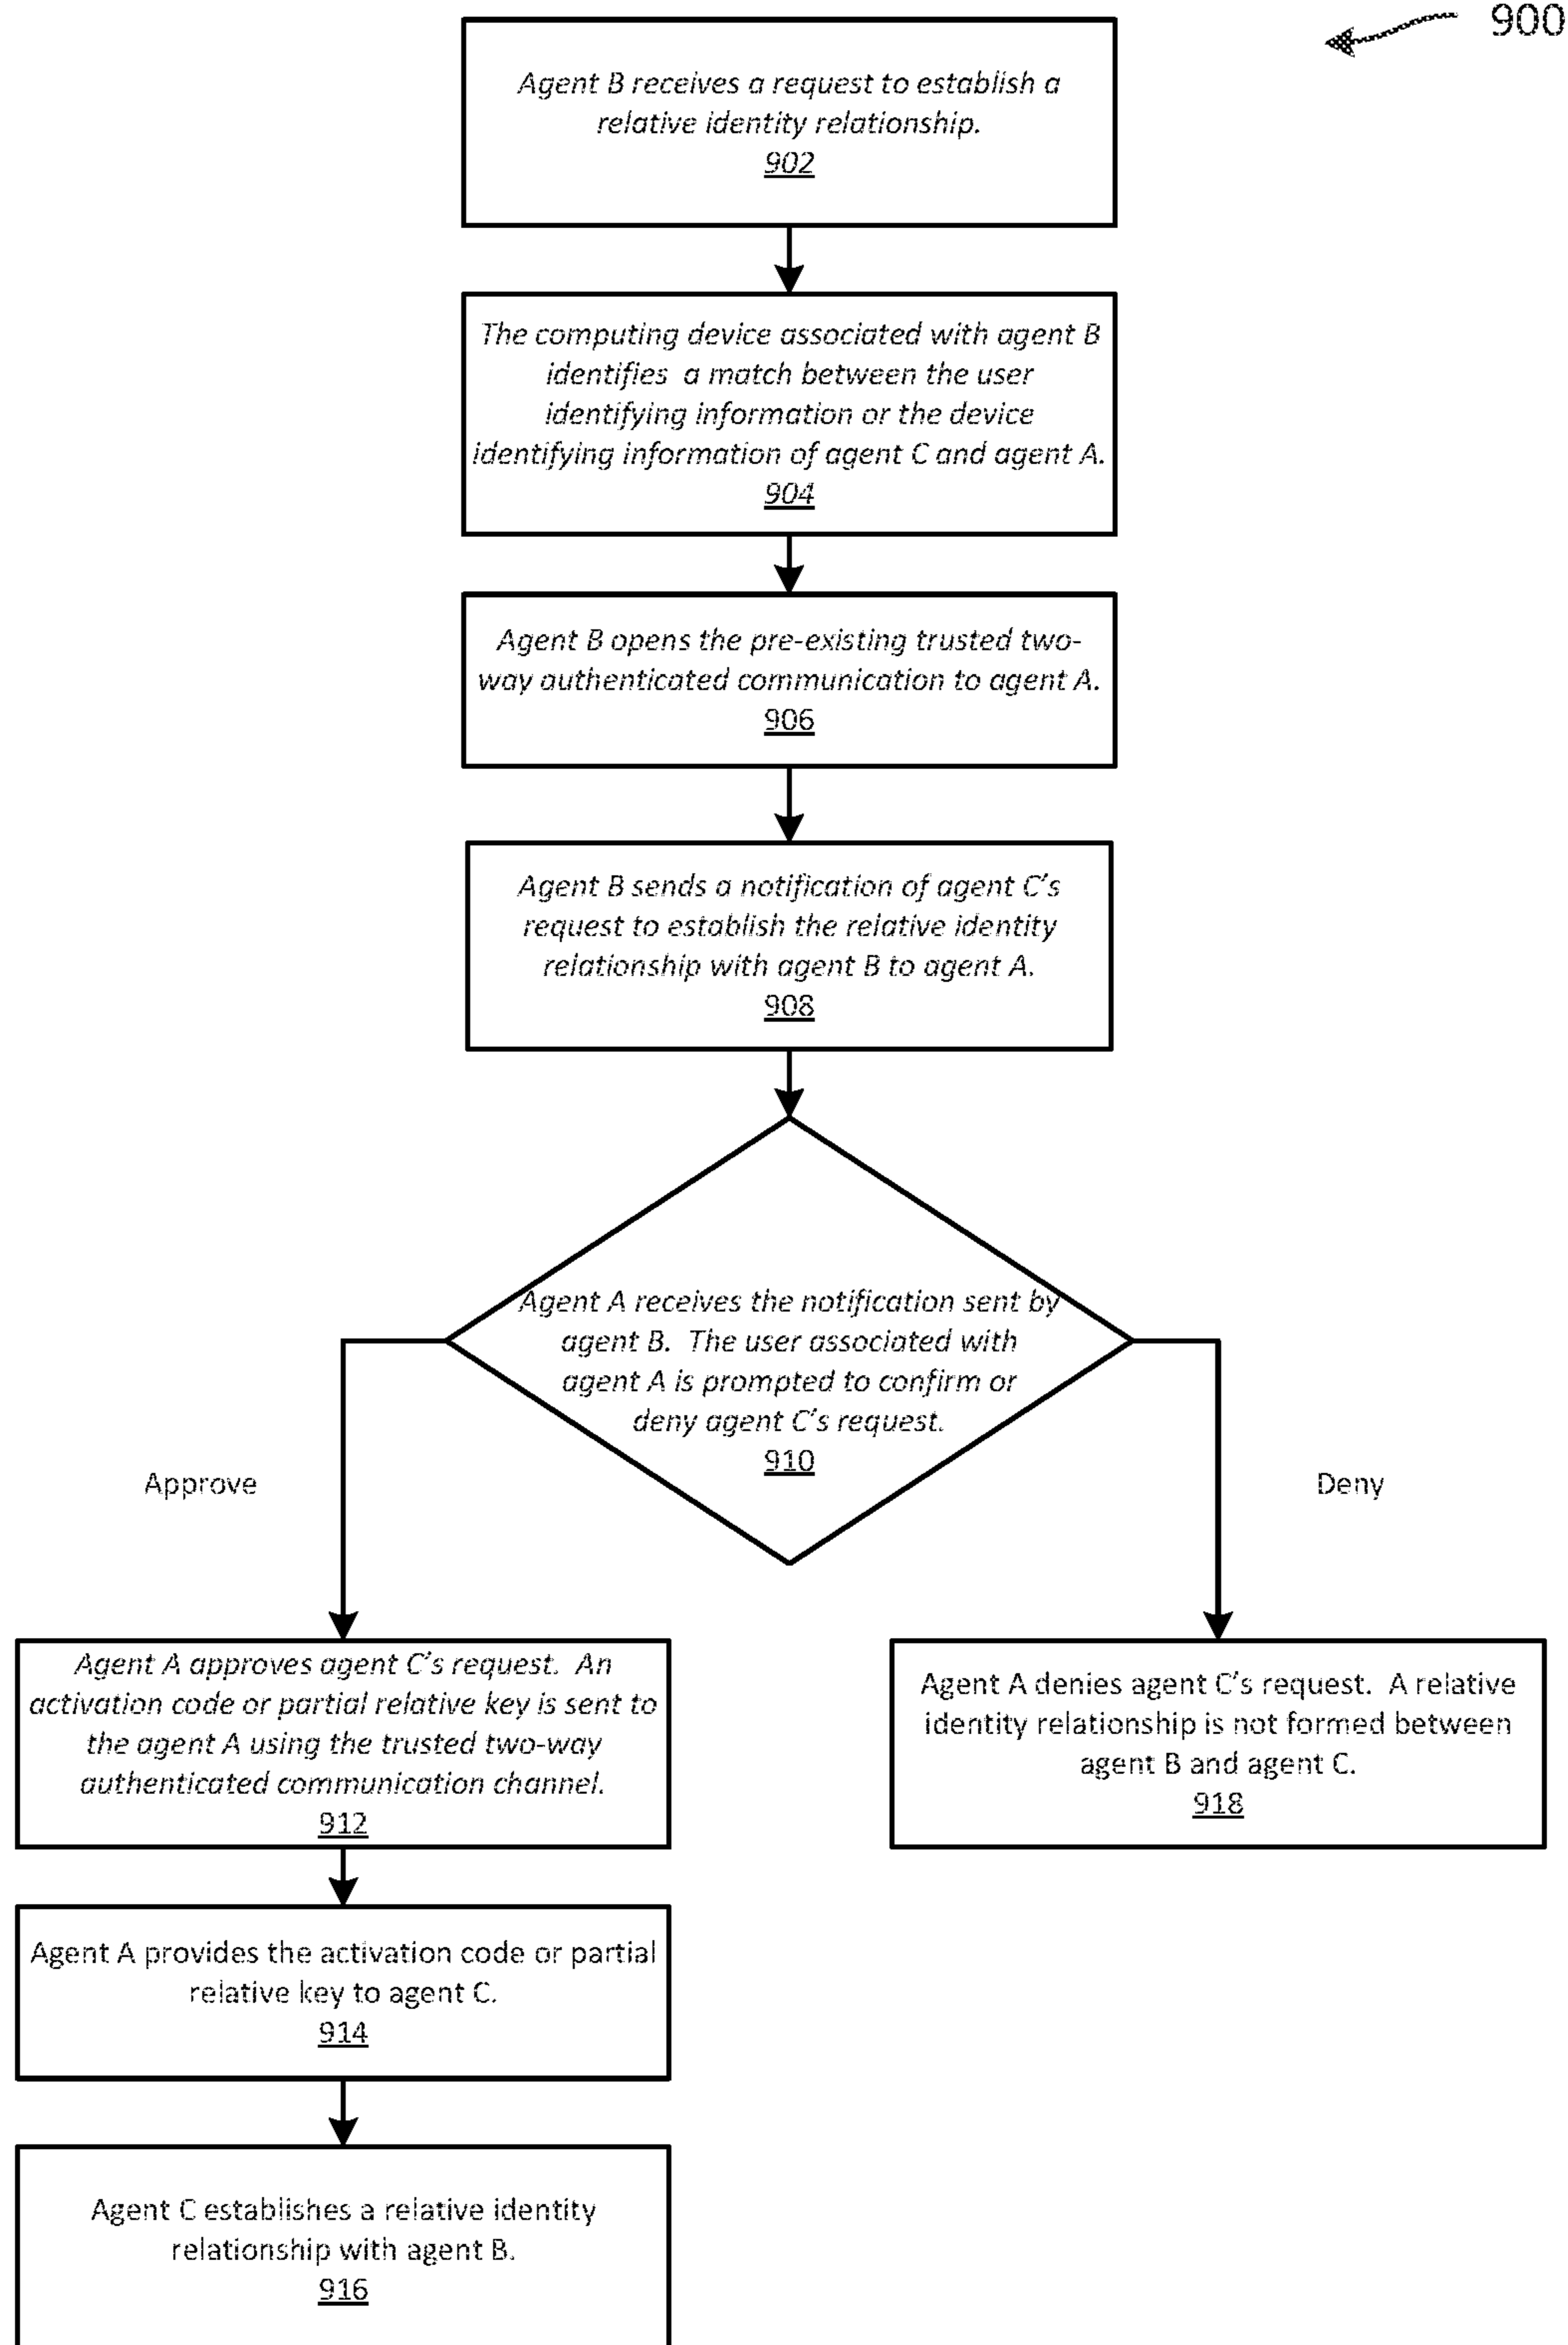 900
Agent B receives a request to establish a
relative identity relationship.
902
The computing device associated with agent B
identifies a match between the user
identifying information or the device
identifying information of agent C and agent A.
904
Agent B opens the pre-existing trusted two-
way authenticated communication to agent A.
906
Agent B sends a notification of agent C's
request to establish the relative identity
relationship with agent B to agent A.
908
Agent A receives the notification sent by
agent B. The user associated with
agent A is prompted to confirm or
deny agent C's request.
910
Approve
Deny
Agent A approves agent C's request. An
activation code or partial relative key is sent to
the agent A using the trusted two-way
authenticated communication channel.
912
Agent A denies agent C's request. A relative
identity relationship is not formed between
agent B and agent C.
918
Agent A provides the activation code or partial
relative key to agent C.
914
Agent C establishes a relative identity
relationship with agent B.
916